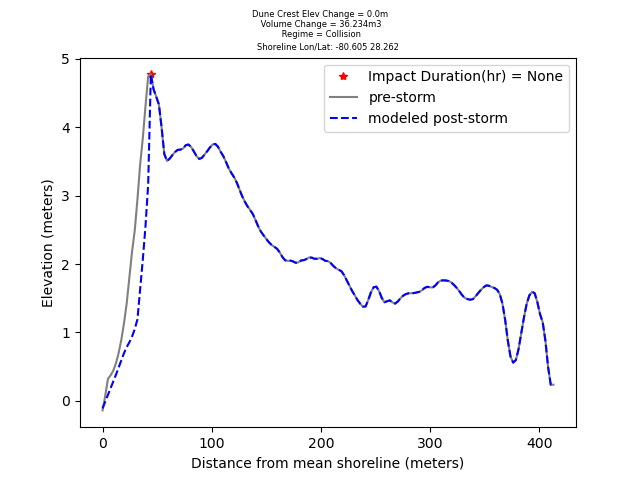 Dune Crest Elev Change = 0.0m
Volume Change = 36.234m3
Regime = Collision
Shoreline Lon/Lat: -80.605 28.262
Impact Duration(hr) = None
pre-storm
modeled post-storm
Elevation (meters)
5
4
3
2
1
0
0 100 200 300 400
Distance from mean shoreline (meters)